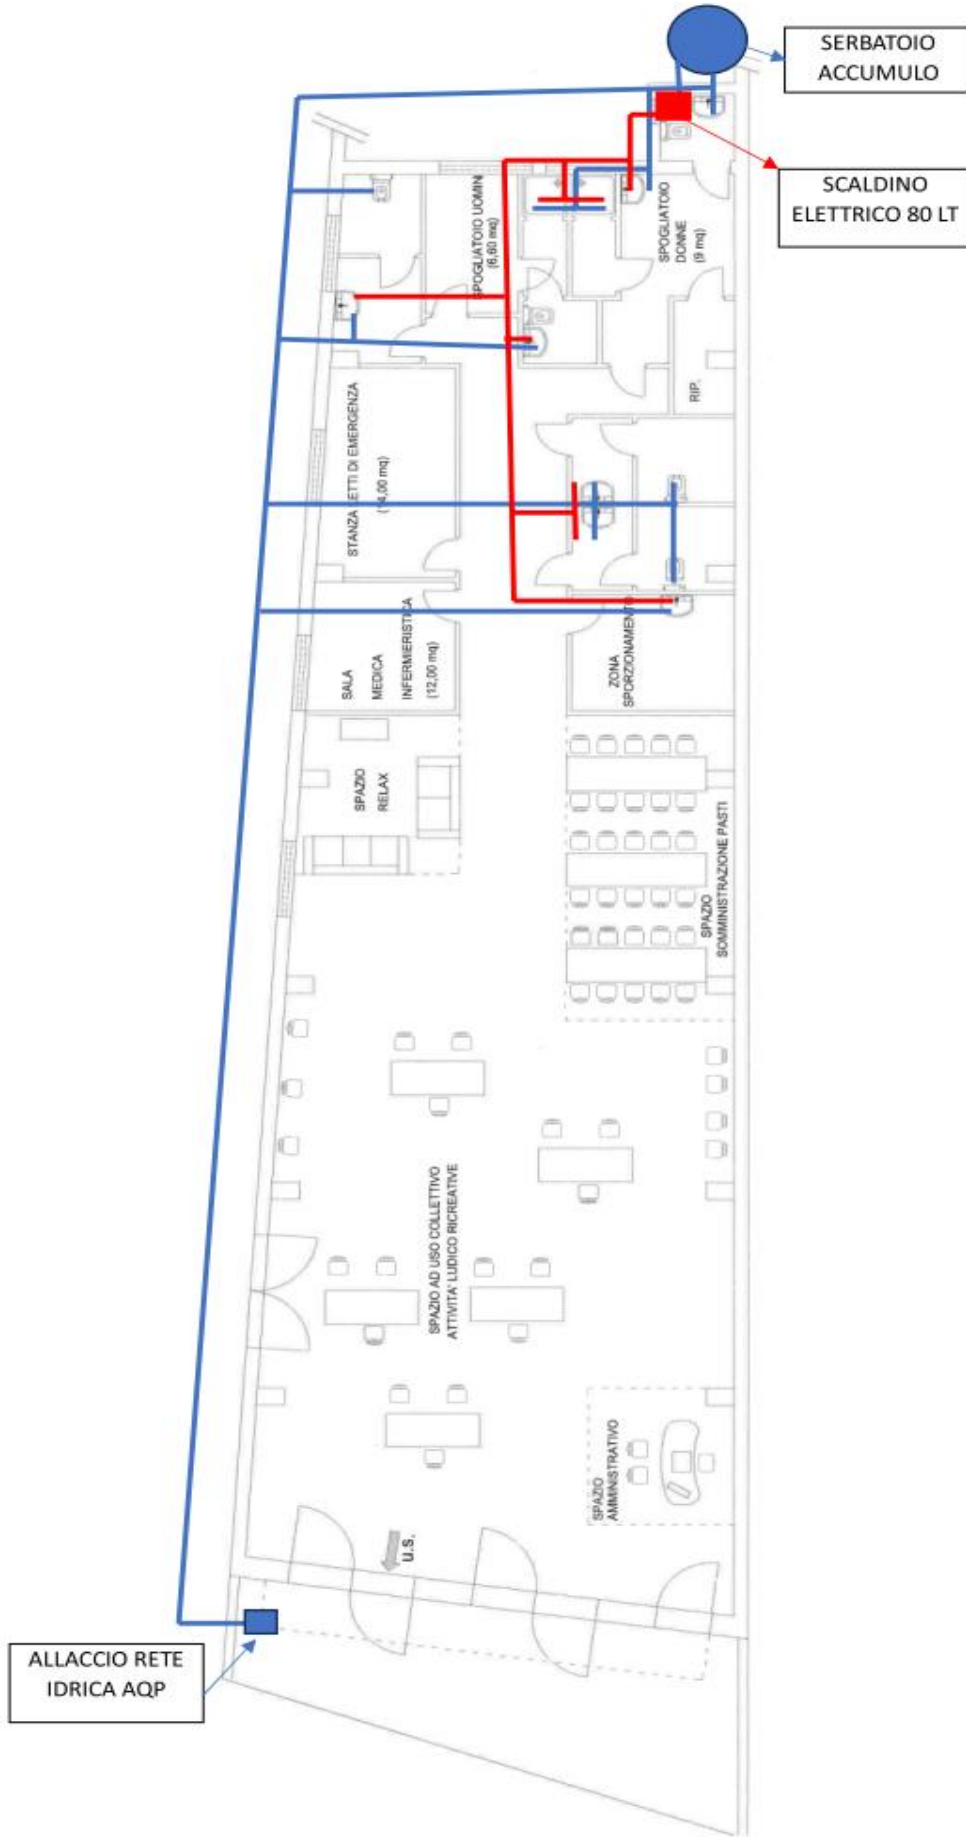 SERBATOIO
ACCUMULO
SCALDINO
ELETTRICO 80 LT
SPOGLIATOIO UOMINI
(6,60 mq)
SPOGLIATOIO
DONNE
(9 mq)
RIP.
STANZA LETTI DI EMERGENZA
(14,00 mq)
SALA
MEDICA
INFERMIERISTICA
(12,00 mq)
ZONA
SPORZIONAMENTO
SPAZIO
RELAX
SPAZIO
SOMMINISTRAZIONE PASTI
SPAZIO AD USO COLLETTIVO
ATTIVITA' LUDICO RICREATIVE
SPAZIO
AMMINISTRATIVO
u.s.
ALLACCIO RETE
IDRICA AQP